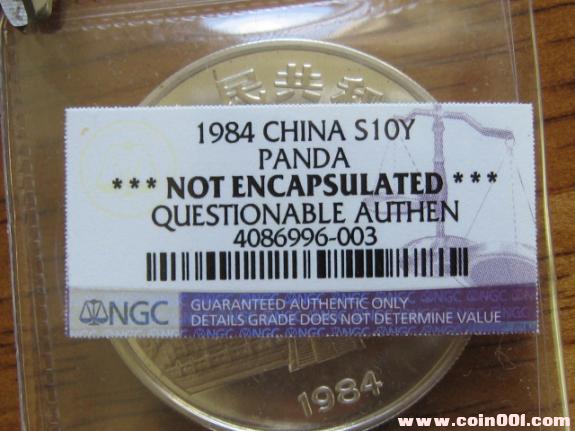 民共和
1984 CHINA S10Y
PANDA
*** NOT ENCAPSULATED ***
QUESTIONABLE AUTHEN
4086996-003
NGC
GUARANTEED AUTHENTIC ONLY
DETAILS GRADE DOES NOT DETERMINE VALUE
1984
www.coin001.com